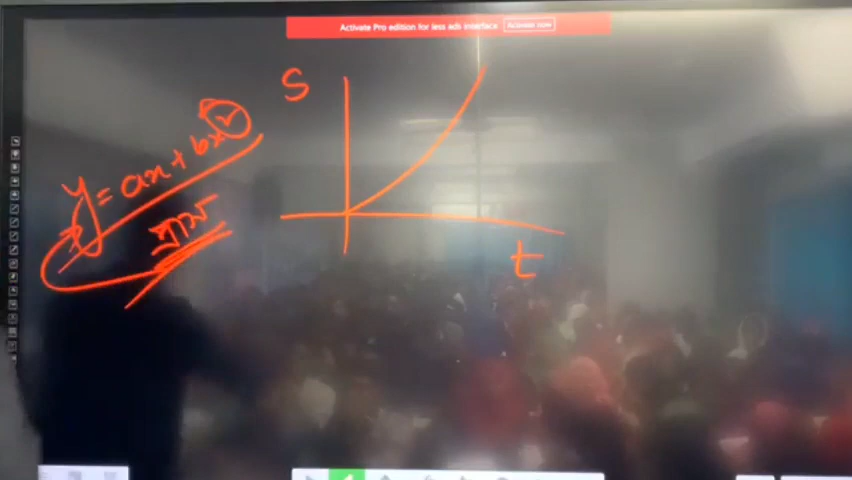 Activate Pro edition for less ads interface Activate now
S
y = ax + bx²
t